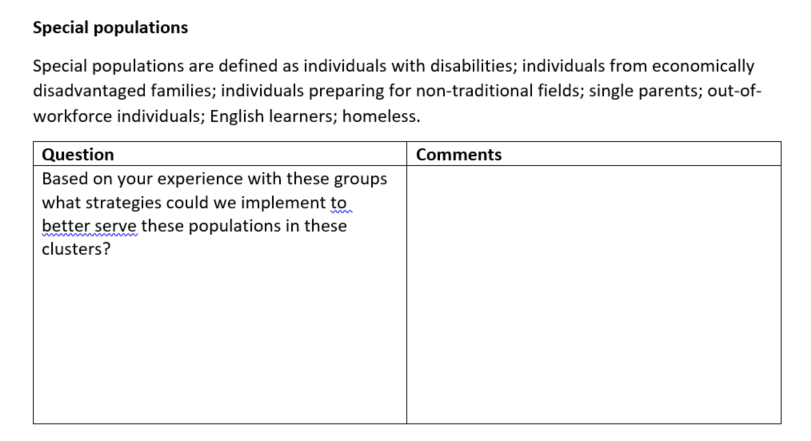 Special populations
Special populations are defined as individuals with disabilities; individuals from economically
disadvantaged families; individuals preparing for non-traditional fields; single parents; out-of-
workforce individuals; English learners; homeless.
Question
Comments
Based on your experience with these groups
what strategies could we implement to
better serve these populations in these
clusters?